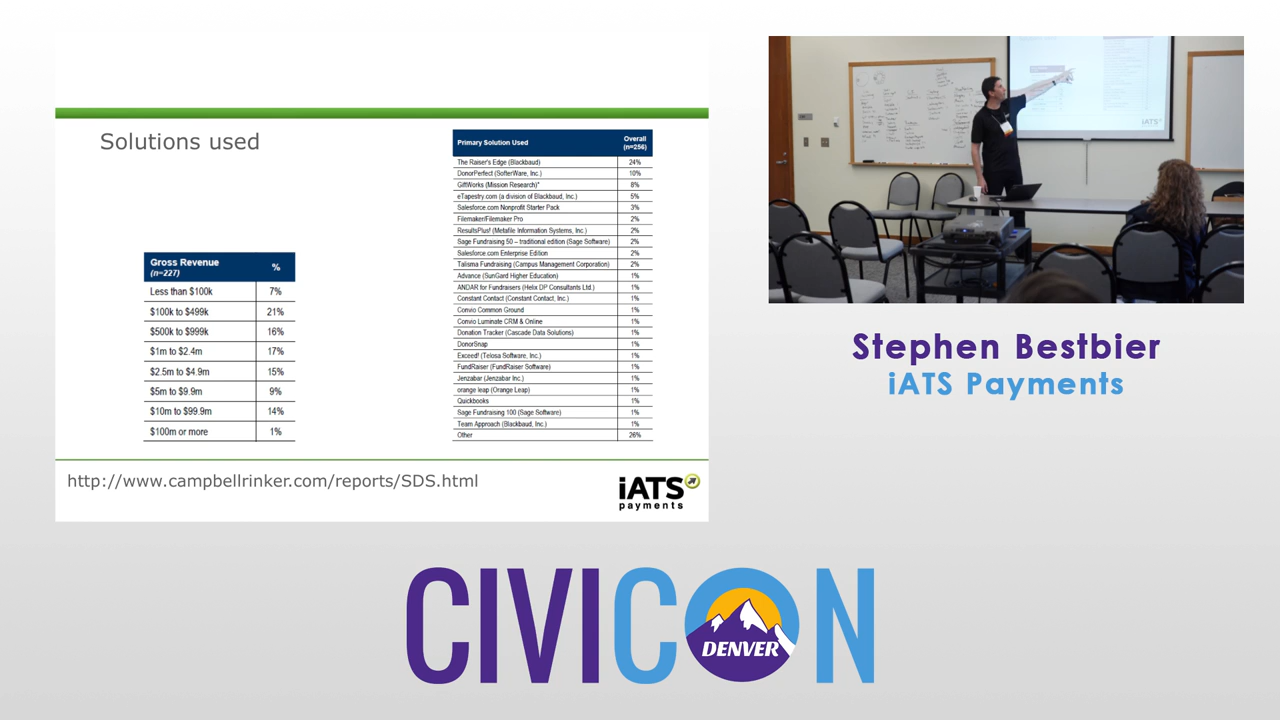 Solutions used
Gross Revenue (n=227) %
Less than $100k 7%
$100k to $499k 21%
$500k to $999k 16%
$1m to $2.4m 17%
$2.5m to $4.9m 15%
$5m to $9.9m 9%
$10m to $99.9m 14%
$100m or more 1%
Primary Solution Used Overall (n=256)
The Raiser's Edge (Blackbaud) 24%
DonorPerfect (SofterWare, Inc.) 10%
GiftWorks (Mission Research)* 8%
eTapestry.com (a division of Blackbaud, Inc.) 5%
Salesforce.com Nonprofit Starter Pack 3%
Filemaker/Filemaker Pro 2%
ResultsPlus! (Metafile Information Systems, Inc.) 2%
Sage Fundraising 50 – traditional edition (Sage Software) 2%
Salesforce.com Enterprise Edition 2%
Talisma Fundraising (Campus Management Corporation) 2%
Advance (SunGard Higher Education) 1%
ANDAR for Fundraisers (Helix DP Consultants Ltd.) 1%
Constant Contact (Constant Contact, Inc.) 1%
Convio Common Ground 1%
Convio Luminate CRM & Online 1%
Donation Tracker (Cascade Data Solutions) 1%
DonorSnap 1%
Exceed! (Telosa Software, Inc.) 1%
FundRaiser (FundRaiser Software) 1%
Jenzabar (Jenzabar Inc.) 1%
orange leap (Orange Leap) 1%
Quickbooks 1%
Sage Fundraising 100 (Sage Software) 1%
Team Approach (Blackbaud, Inc.) 1%
Other 26%
http://www.campbellrinker.com/reports/SDS.html
iATS
payments
iATS
Stephen Bestbier
iATS Payments
CIVICON
DENVER